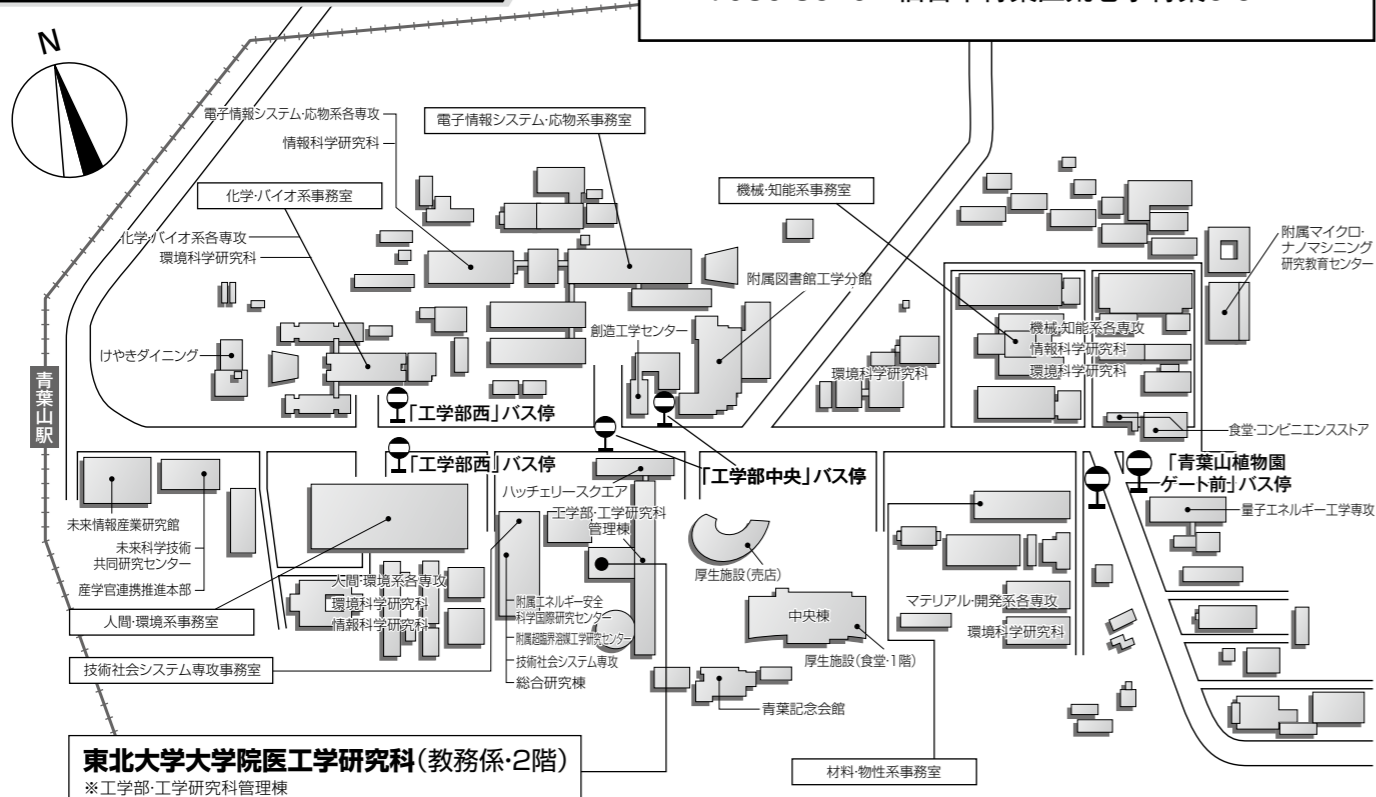 N
電子情報システム・応物系各専攻
情報科学研究科
電子情報システム・応物系事務室
化学・バイオ系事務室
機械・知能系事務室
化学・バイオ系各専攻
環境科学研究科
附属マイクロ・
ナノマシニング
研究教育センター
附属図書館工学分館
創造工学センター
機械・知能系各専攻
情報科学研究科
環境科学研究科
環境科学研究科
けやきダイニング
青葉山駅
「工学部西」バス停
食堂・コンビニエンスストア
「工学部西」バス停
「工学部中央」バス停
「青葉山植物園
ゲート前」バス停
ハッチェリースクエア
工学部・工学研究科
管理棟
量子エネルギー工学専攻
未来情報産業研究館
未来科学技術
共同研究センター
産学官連携推進本部
厚生施設(売店)
人間・環境系各専攻
環境科学研究科
情報科学研究科
人間・環境系事務室
附属エネルギー安全
科学国際研究センター
附属超臨界溶媒工学研究センター
技術社会システム専攻
総合研究棟
中央棟
マテリアル・開発系各専攻
環境科学研究科
厚生施設(食堂・1階)
技術社会システム専攻事務室
青葉記念会館
東北大学大学院医工学研究科(教務係・2階)
※工学部・工学研究科管理棟
材料・物性系事務室